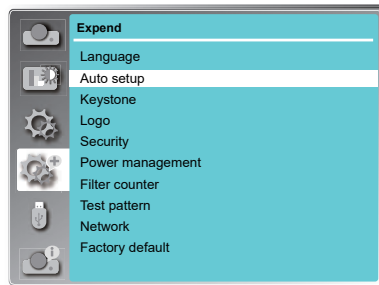 Expend
Language
Auto setup
Keystone
Logo
Security
Power management
Filter counter
Test pattern
Network
Factory default